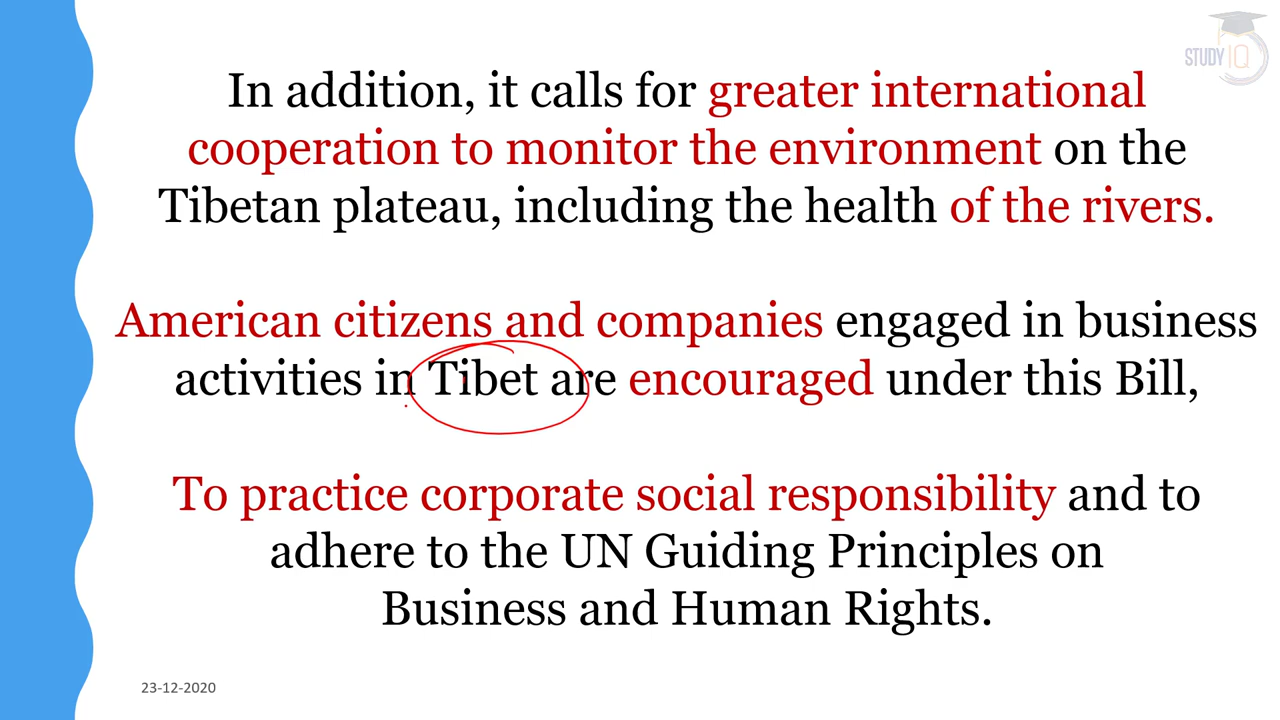 STUDY IQ
In addition, it calls for greater international
cooperation to monitor the environment on the
Tibetan plateau, including the health of the rivers.
American citizens and companies engaged in business
activities in Tibet are encouraged under this Bill,
To practice corporate social responsibility and to
adhere to the UN Guiding Principles on
Business and Human Rights.
23-12-2020